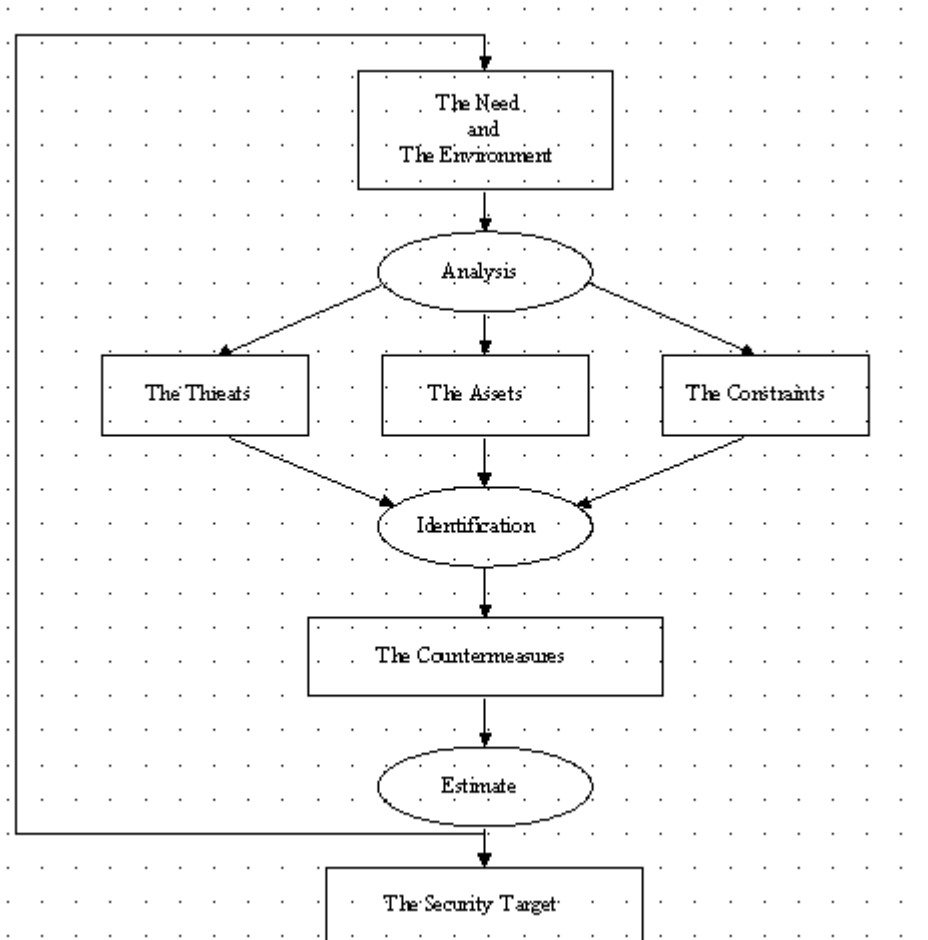 The Need
and
The Environment
Analysis
The Threats
The Assets
The Constraints
Identification
The Countermeasures
Estimate
The Security Target